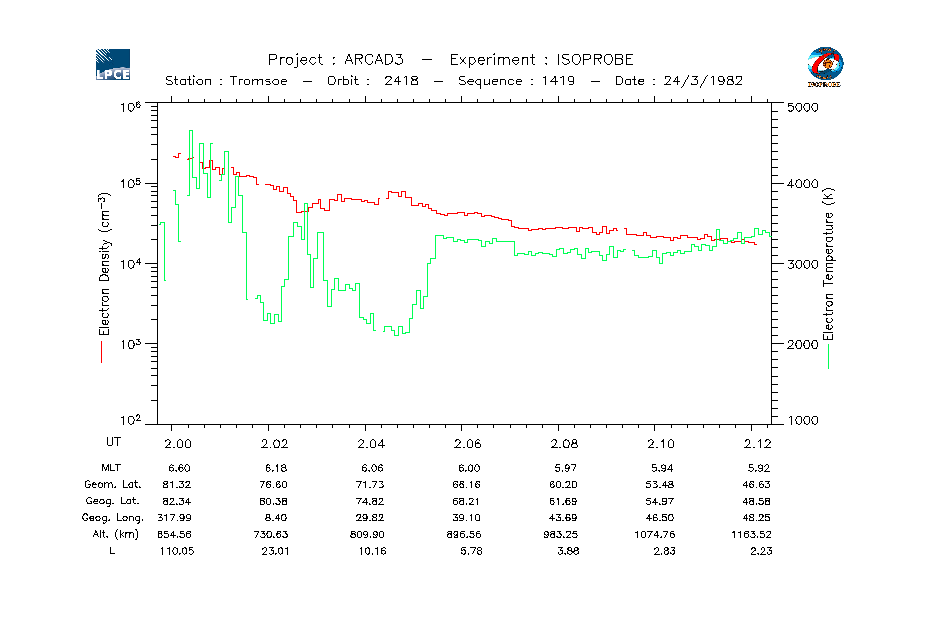 LPCE
Project : ARCAD3 — Experiment : ISOPROBE
ISOPROBE
Station : Tromsoe — Orbit : 2418 — Sequence : 1419 — Date : 24/3/1982
10⁶ 5000
10⁵ 4000
10⁴ 3000
10³ 2000
10² 1000
— Electron Density (cm⁻³)
— Electron Temperature (K)
UT 2.00 2.02 2.04 2.06 2.08 2.10 2.12
MLT 6.60 6.18 6.06 6.00 5.97 5.94 5.92
Geom. Lat. 81.32 76.60 71.73 66.16 60.20 53.48 46.63
Geog. Lat. 82.34 80.38 74.82 68.21 61.69 54.97 48.58
Geog. Long. 317.99 8.40 29.82 39.10 43.69 46.50 48.25
Alt. (km) 854.56 730.63 809.90 896.56 983.25 1074.76 1163.52
L 110.05 23.01 10.16 5.78 3.98 2.83 2.23